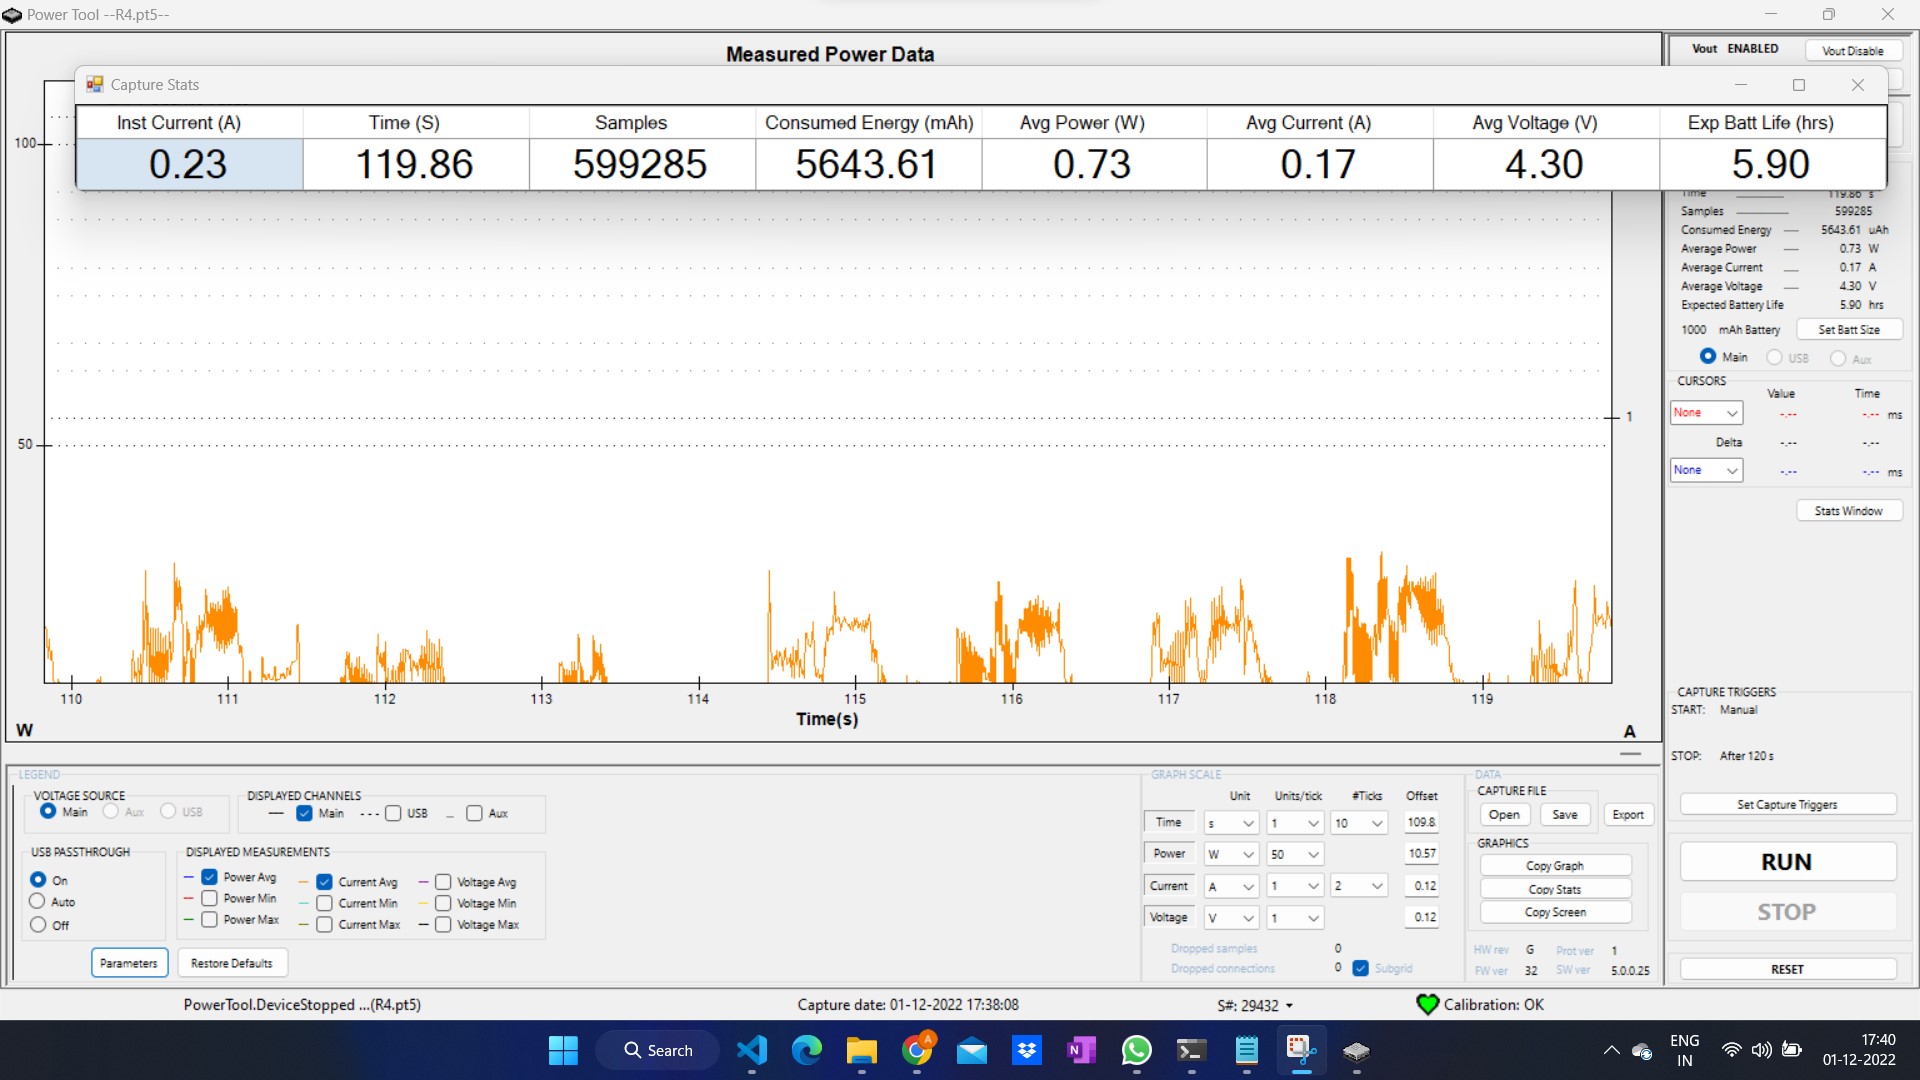 Power Tool --R4.pt5--
Measured Power Data
Vout ENABLED
Vout Disable
Capture Stats
Inst Current (A) Time (S) Samples Consumed Energy (mAh) Avg Power (W) Avg Current (A) Avg Voltage (V) Exp Batt Life (hrs)
0.23 119.86 599285 5643.61 0.73 0.17 4.30 5.90
100
50
1
110 111 112 113 114 115 116 117 118 119
Time(s)
W
A
Time 119.86 s
Samples 599285
Consumed Energy 5643.61 uAh
Average Power 0.73 W
Average Current 0.17 A
Average Voltage 4.30 V
Expected Battery Life 5.90 hrs
1000 mAh Battery Set Batt Size
Main USB Aux
CURSORS
Value Time
None -.-- -.-- ms
Delta -.-- -.--
None -.-- -.-- ms
Stats Window
CAPTURE TRIGGERS
START: Manual
STOP: After 120 s
Set Capture Triggers
RUN
STOP
RESET
LEGEND
VOLTAGE SOURCE
Main Aux USB
DISPLAYED CHANNELS
Main USB Aux
USB PASSTHROUGH
On
Auto
Off
DISPLAYED MEASUREMENTS
Power Avg Current Avg Voltage Avg
Power Min Current Min Voltage Min
Power Max Current Max Voltage Max
Parameters Restore Defaults
GRAPH SCALE
Unit Units/tick #Ticks Offset
Time s 1 10 109.8
Power W 50 10.57
Current A 1 2 0.12
Voltage V 1 0.12
Dropped samples 0
Dropped connections 0 Subgrid
DATA
CAPTURE FILE
Open Save Export
GRAPHICS
Copy Graph
Copy Stats
Copy Screen
HW rev G Prot ver 1
FW ver 32 SW ver 5.0.0.25
PowerTool.DeviceStopped ...(R4.pt5) Capture date: 01-12-2022 17:38:08 S#: 29432 Calibration: OK
Search
A
N
ENG
IN
17:40
01-12-2022